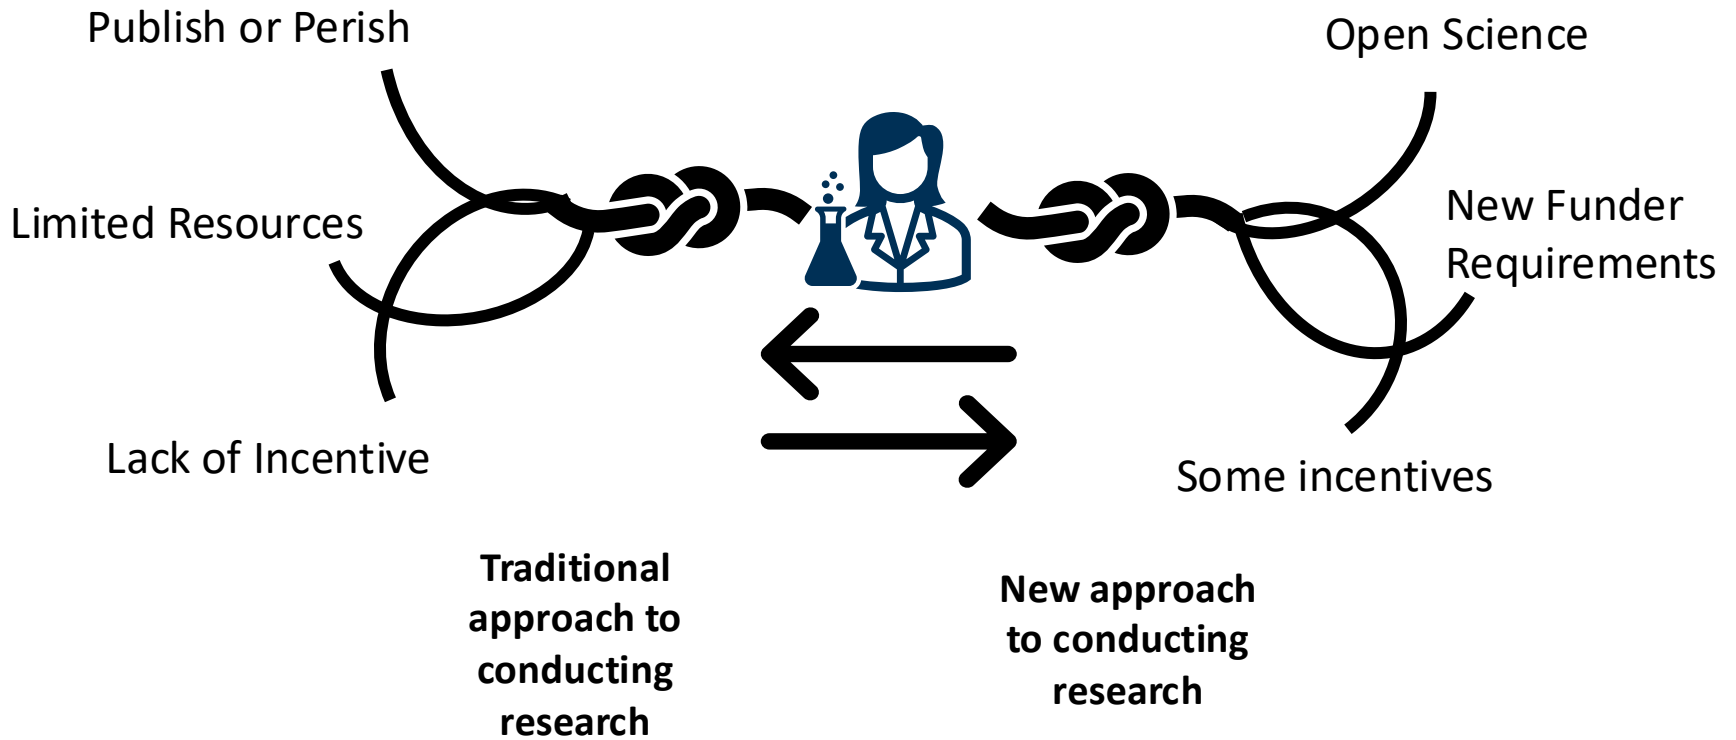 Publish or Perish
Limited Resources
Lack of Incentive
Open Science
New Funder
Requirements
Some incentives
Traditional
approach to
conducting
research
New approach
to conducting
research